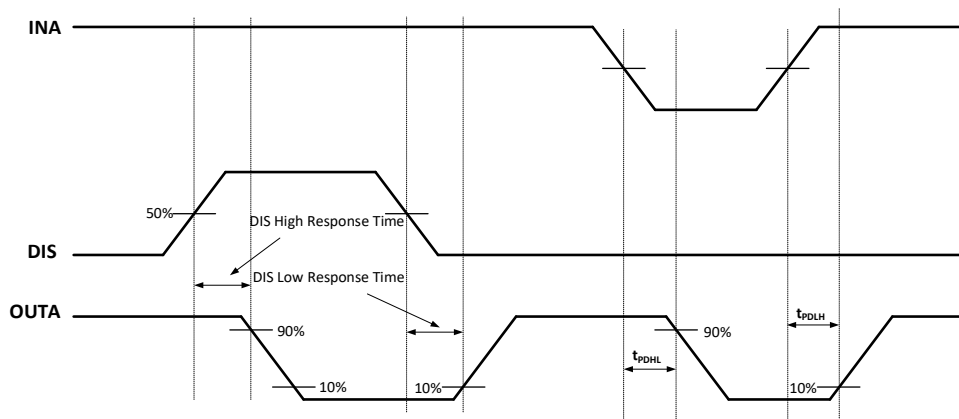 INA
50%
DIS High Response Time
DIS
DIS Low Response Time
OUTA
90%
10%
10%
tPDHL
90%
tPDLH
10%